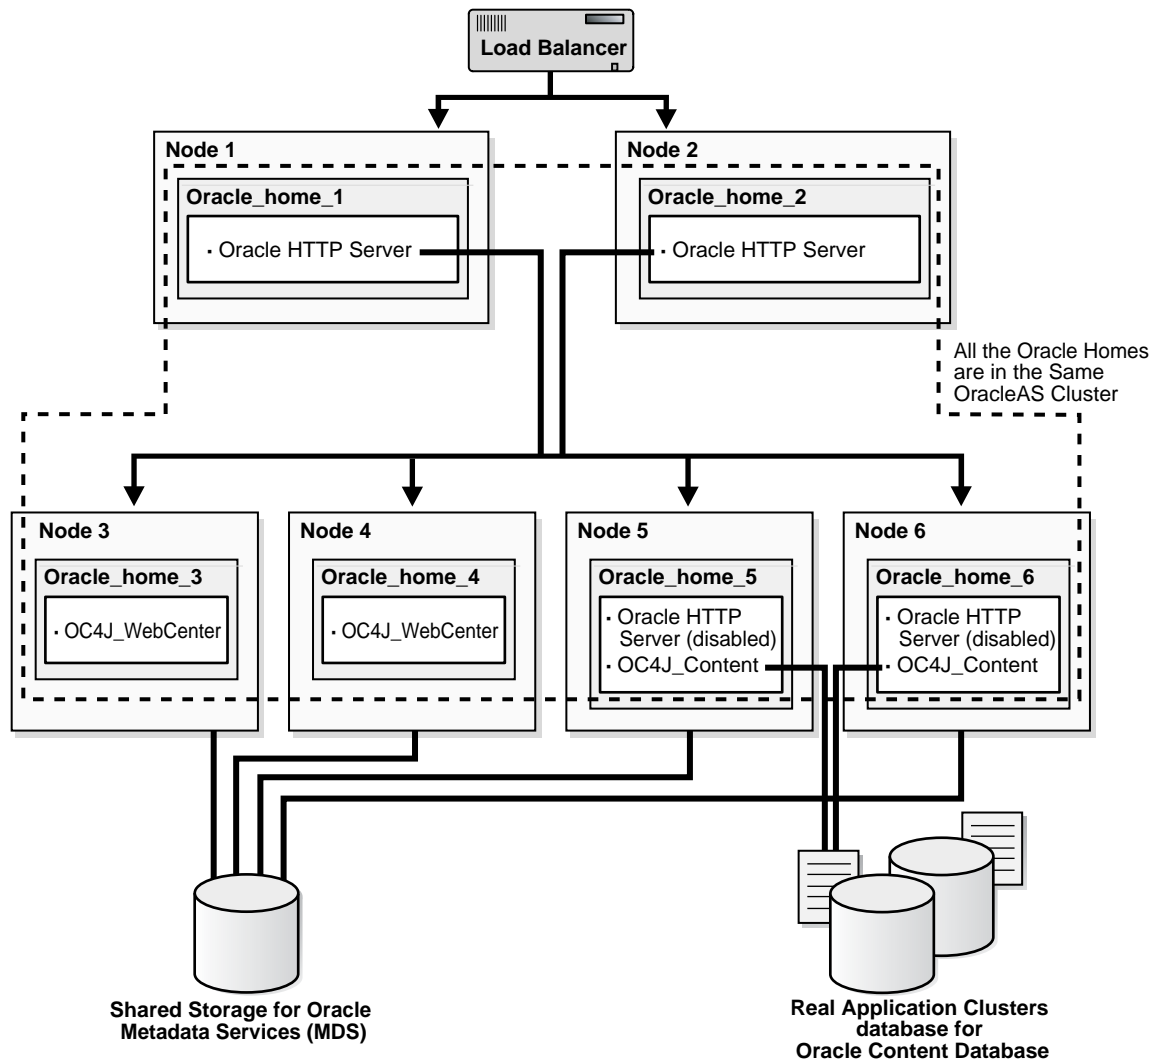 Load Balancer
Node 1
Node 2
Oracle_home_1
Oracle_home_2
· Oracle HTTP Server
· Oracle HTTP Server
All the Oracle Homes
are in the Same
OracleAS Cluster
Node 3
Node 4
Node 5
Node 6
Oracle_home_3
Oracle_home_4
Oracle_home_5
Oracle_home_6
· OC4J_WebCenter
· OC4J_WebCenter
· Oracle HTTP
Server (disabled)
· OC4J_Content
· Oracle HTTP
Server (disabled)
· OC4J_Content
Shared Storage for Oracle
Metadata Services (MDS)
Real Application Clusters
database for
Oracle Content Database